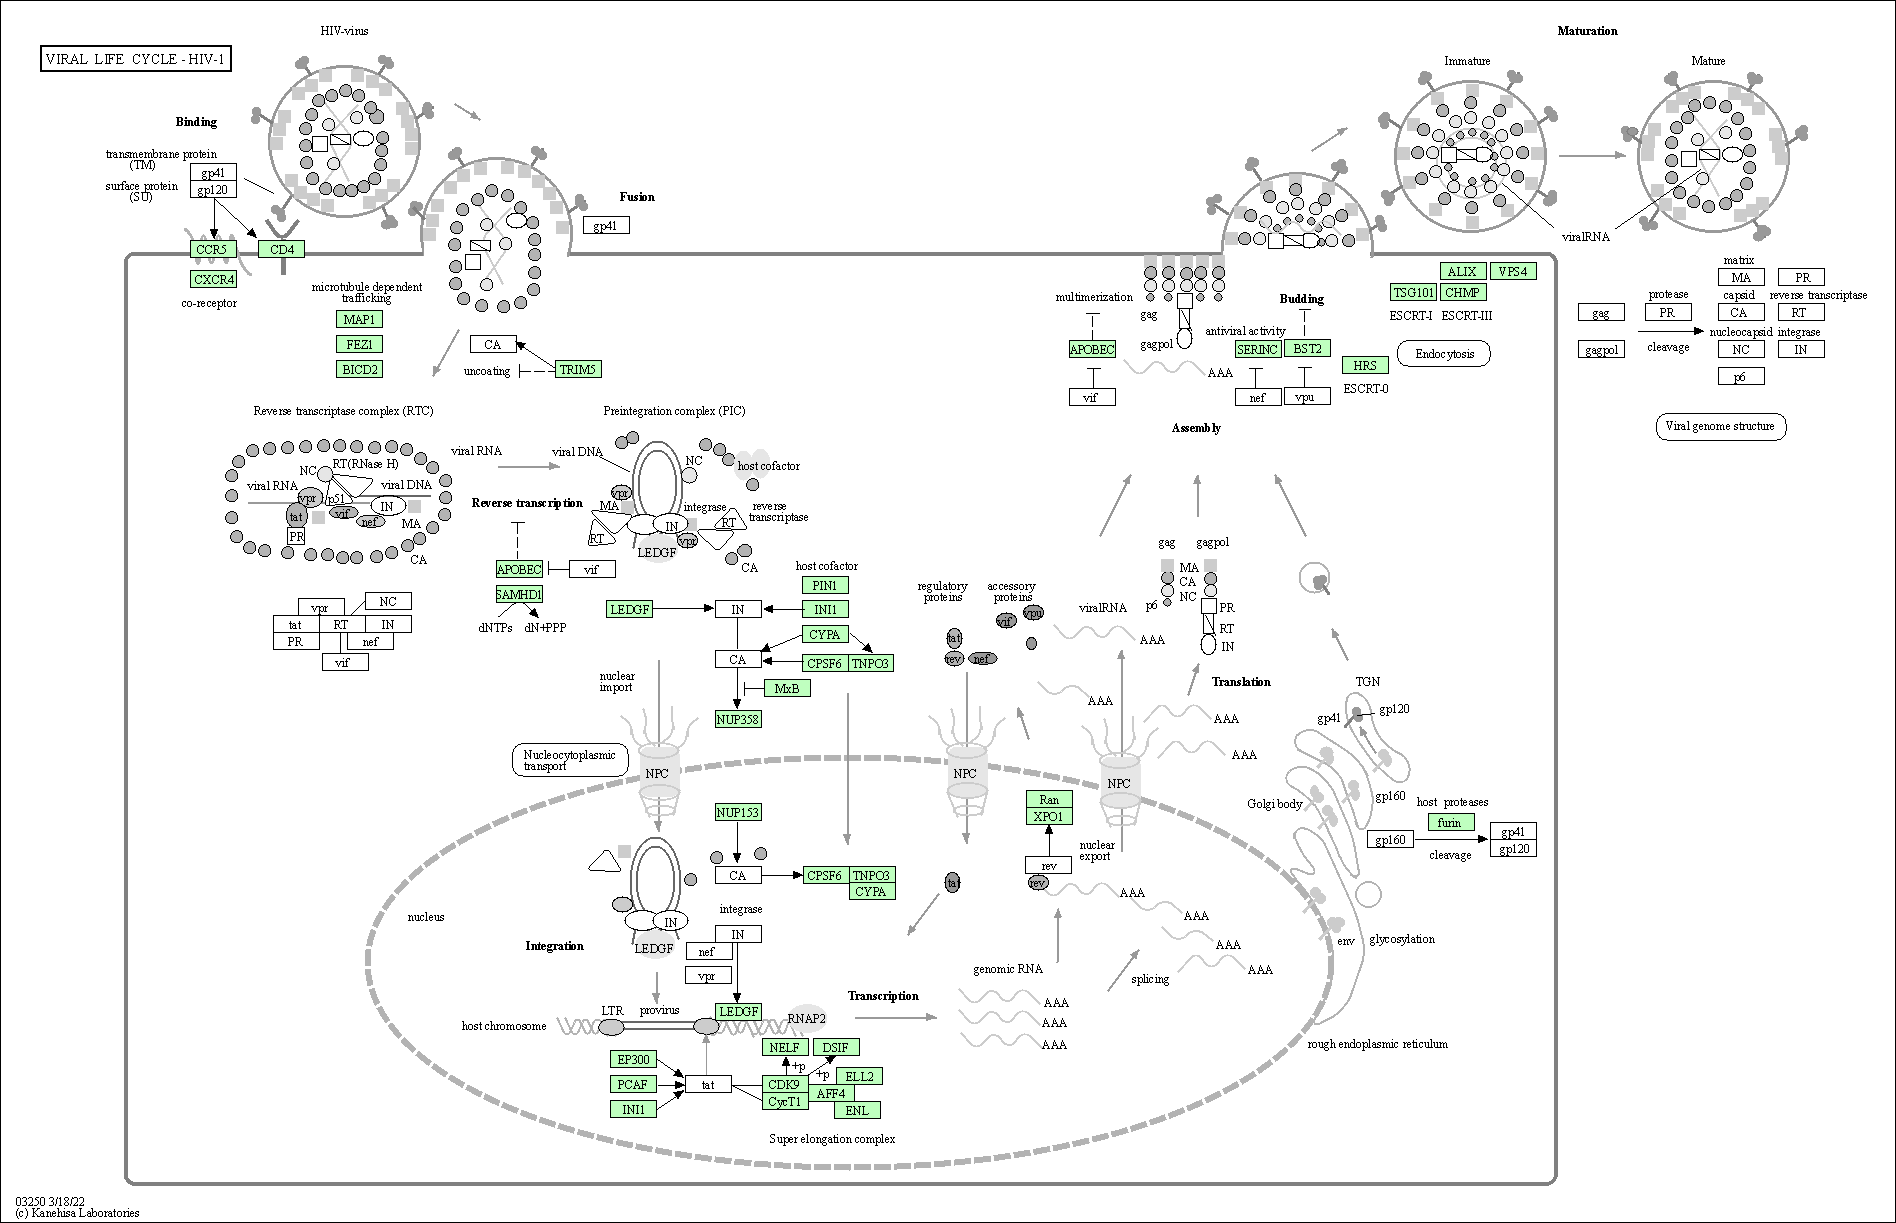 VIRAL LIFE CYCLE - HIV-1
HIV-virus
Binding
transmembrane protein
(TM)
gp41
surface protein
(SU)
gp120
CCR5
CD4
CXCR4
co-receptor
Fusion
gp41
microtubule dependent
trafficking
MAP1
FEZ1
BICD2
CA
uncoating
TRIM5
Reverse transcriptase complex (RTC)
NC
RT(RNase H)
viral RNA
viral DNA
vpr
p51
IN
tat
vif
nef
MA
PR
CA
vpr
NC
tat
RT
IN
PR
nef
vif
viral RNA
Reverse transcription
APOBEC
vif
SAMHD1
dNTPs
dN+PPP
Preintegration complex (PIC)
viral DNA
NC
host cofactor
vpr
MA
integrase
reverse
transcriptase
IN
RT
RT
vpr
LEDGF
CA
host cofactor
PIN1
LEDGF
IN
INI1
CYPA
CA
CPSF6
TNPO3
MxB
NUP358
nuclear
import
Nucleocytoplasmic
transport
NPC
NPC
NPC
NUP153
CA
CPSF6
TNPO3
CYPA
nucleus
Integration
IN
LEDGF
integrase
IN
nef
vpr
LTR
provirus
LEDGF
host chromosome
RNAP2
Transcription
EP300
PCAF
INI1
tat
NELF
DSIF
+p
+p
CDK9
CycT1
ELL2
AFF4
ENL
Super elongation complex
regulatory
proteins
accessory
proteins
tat
rev
nef
vif
vpu
viralRNA
AAA
AAA
AAA
AAA
Ran
XPO1
nuclear
export
rev
rev
tat
AAA
AAA
AAA
AAA
genomic RNA
AAA
AAA
AAA
splicing
Translation
gag
gagpol
MA
CA
NC
p6
PR
RT
IN
TGN
gp41
gp120
Golgi body
gp160
host proteases
furin
gp160
cleavage
gp41
gp120
env
glycosylation
rough endoplasmic reticulum
Assembly
multimerization
APOBEC
vif
gag
gagpol
AAA
antiviral activity
SERINC
nef
Budding
BST2
vpu
HRS
ESCRT-0
Endocytosis
ALIX
VPS4
TSG101
CHMP
ESCRT-I
ESCRT-III
Maturation
Immature
Mature
viralRNA
gag
gagpol
protease
PR
cleavage
matrix
MA
PR
capsid
reverse transcriptase
CA
RT
nucleocapsid
integrase
NC
IN
p6
Viral genome structure
03250 3/18/22
(c) Kanehisa Laboratories